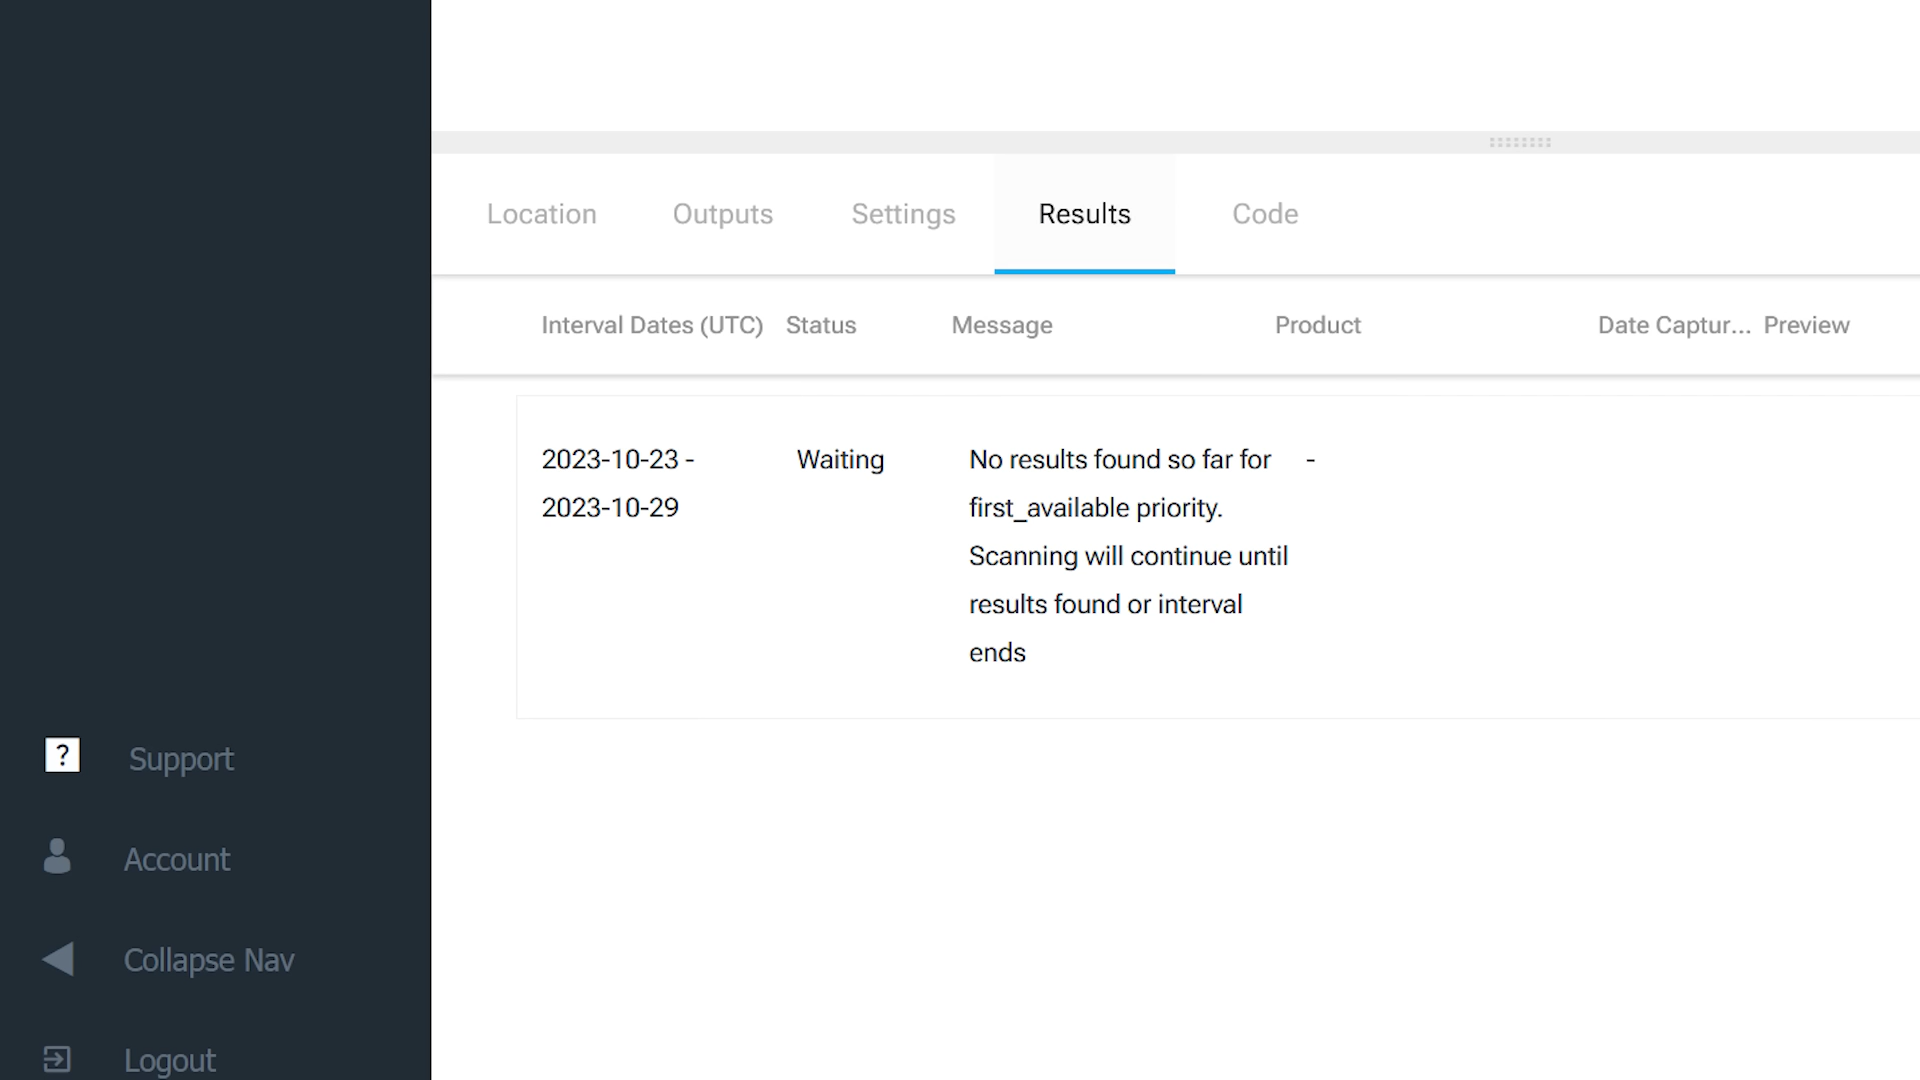 Location Outputs Settings Results Code
Interval Dates (UTC) Status Message Product Date Captur... Preview
2023-10-23 - Waiting No results found so far for -
2023-10-29 first_available priority.
Scanning will continue until
results found or interval
ends
? Support
Account
Collapse Nav
Logout